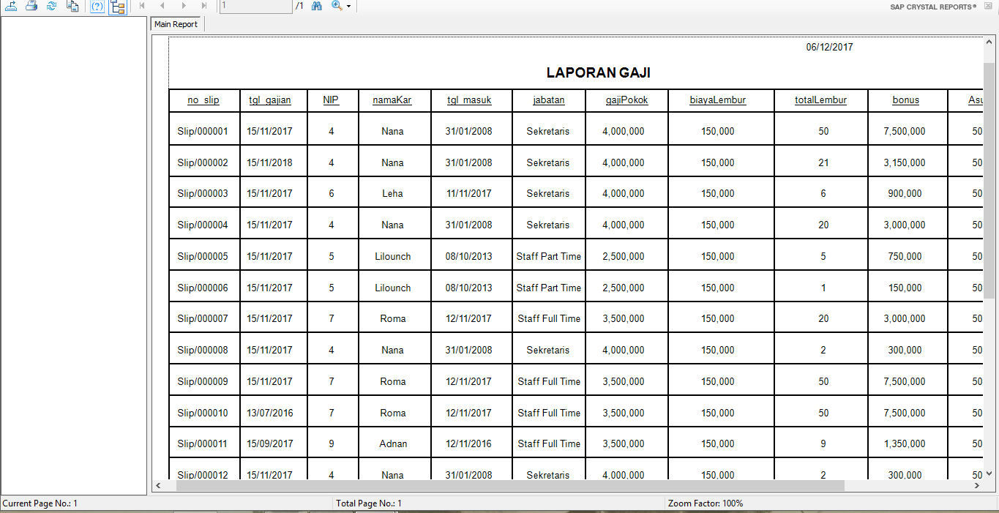 1 /1 SAP CRYSTAL REPORTS®
Main Report
06/12/2017
LAPORAN GAJI
no_slip tgl_gajian NIP namaKar tgl_masuk jabatan gajiPokok biayaLembur totalLembur bonus Asu
Slip/000001 15/11/2017 4 Nana 31/01/2008 Sekretaris 4,000,000 150,000 50 7,500,000 50
Slip/000002 15/11/2018 4 Nana 31/01/2008 Sekretaris 4,000,000 150,000 21 3,150,000 50
Slip/000003 15/11/2017 6 Leha 11/11/2017 Sekretaris 4,000,000 150,000 6 900,000 50
Slip/000004 15/11/2017 4 Nana 31/01/2008 Sekretaris 4,000,000 150,000 20 3,000,000 50
Slip/000005 15/11/2017 5 Lilounch 08/10/2013 Staff Part Time 2,500,000 150,000 5 750,000 50
Slip/000006 15/11/2017 5 Lilounch 08/10/2013 Staff Part Time 2,500,000 150,000 1 150,000 50
Slip/000007 15/11/2017 7 Roma 12/11/2017 Staff Full Time 3,500,000 150,000 20 3,000,000 50
Slip/000008 15/11/2017 4 Nana 31/01/2008 Sekretaris 4,000,000 150,000 2 300,000 50
Slip/000009 15/11/2017 7 Roma 12/11/2017 Staff Full Time 3,500,000 150,000 50 7,500,000 50
Slip/000010 13/07/2016 7 Roma 12/11/2017 Staff Full Time 3,500,000 150,000 50 7,500,000 50
Slip/000011 15/09/2017 9 Adnan 12/11/2016 Staff Full Time 3,500,000 150,000 9 1,350,000 50
Slip/000012 15/11/2017 4 Nana 31/01/2008 Sekretaris 4,000,000 150,000 2 300,000 50
Current Page No.: 1 Total Page No.: 1 Zoom Factor: 100%